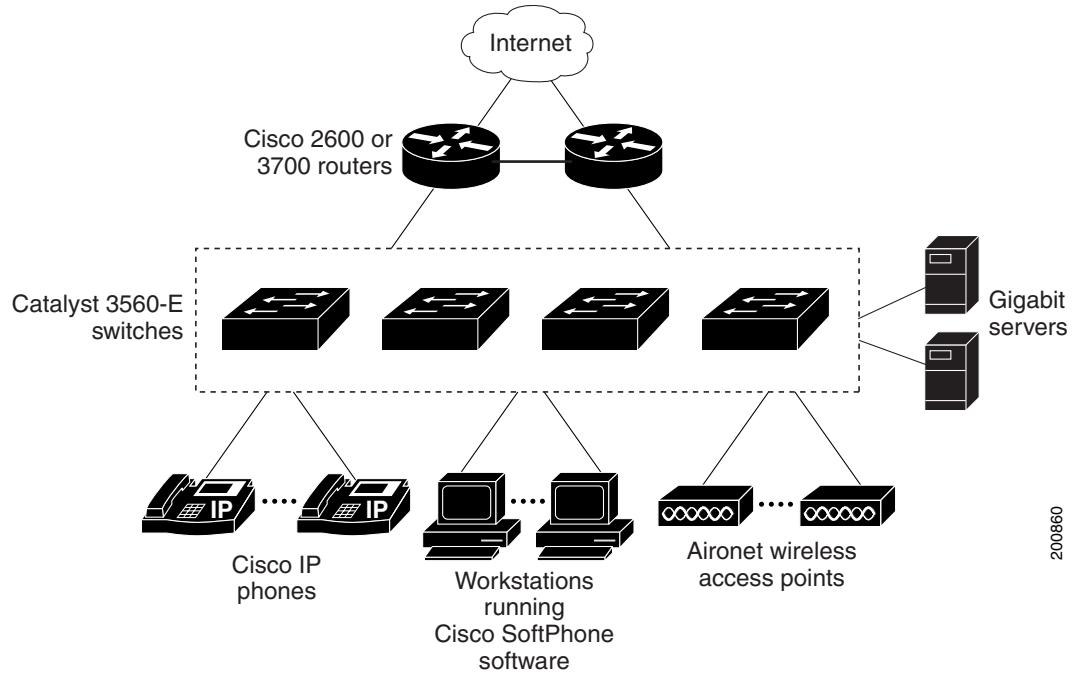 Internet
Cisco 2600 or
3700 routers
Catalyst 3560-E
switches
Gigabit
servers
IP
IP
Cisco IP
phones
Workstations
running
Cisco SoftPhone
software
Aironet wireless
access points
200860